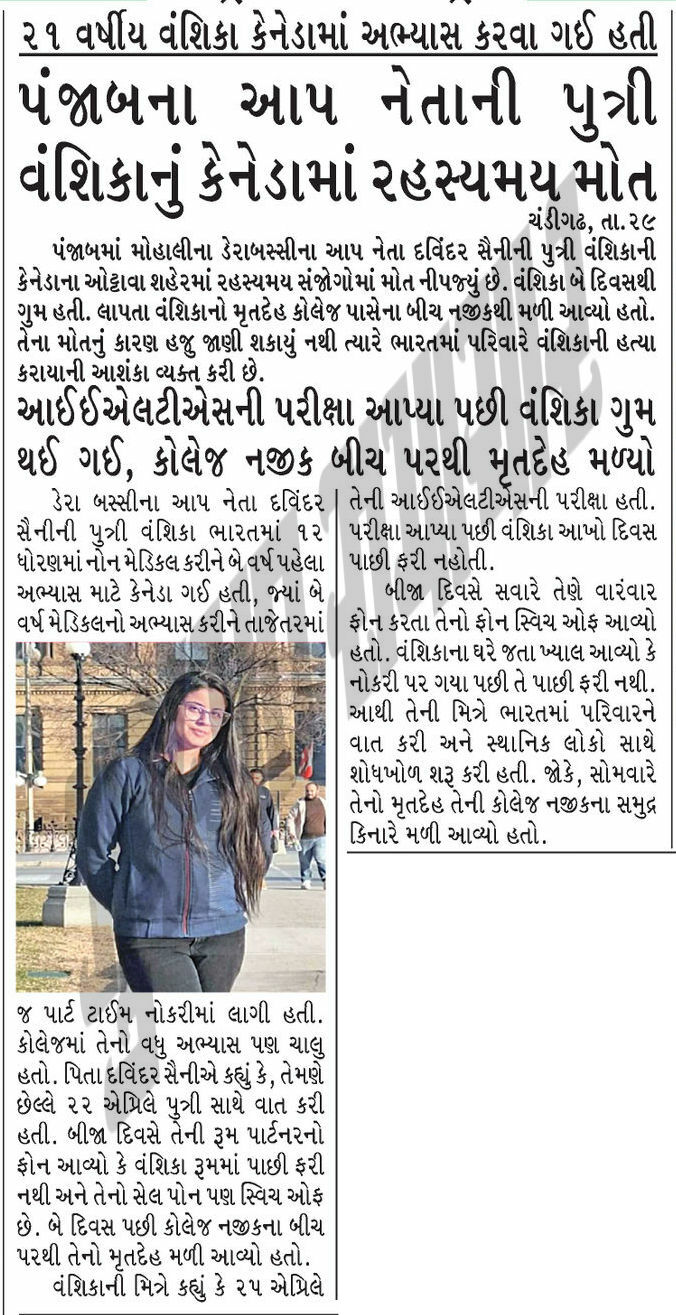 ૨૧ વર્ષીય વંશિકા કેનેડામાં અભ્યાસ કરવા ગઈ હતી
પંજાબના આપ નેતાની પુત્રી
વંશિકાનું કેનેડામાં રહસ્યમય મોત
ચંડીગઢ, તા.૨૯
પંજાબમાં મોહાલીના ડેરાબસ્સીના આપ નેતા દવિંદર સૈનીની પુત્રી વંશિકાની
કેનેડાના ઓટ્ટાવા શહેરમાં રહસ્યમય સંજોગોમાં મોત નીપજ્યું છે. વંશિકા બે દિવસથી
ગુમ હતી. લાપતા વંશિકાનો મૃતદેહ કોલેજ પાસેના બીચ નજીકથી મળી આવ્યો હતો.
તેના મોતનું કારણ હજુ જાણી શકાયું નથી ત્યારે ભારતમાં પરિવારે વંશિકાની હત્યા
કરાયાની આશંકા વ્યક્ત કરી છે.
આઈઈએલટીએસની પરીક્ષા આપ્યા પછી વંશિકા ગુમ
થઈ ગઈ, કોલેજ નજીક બીચ પરથી મૃતદેહ મળ્યો
ડેરા બસ્સીના આપ નેતા દવિંદર
સૈનીની પુત્રી વંશિકા ભારતમાં ૧૨
ધોરણમાં નોન મેડિકલ કરીને બે વર્ષ પહેલા
અભ્યાસ માટે કેનેડા ગઈ હતી, જ્યાં બે
વર્ષ મેડિકલનો અભ્યાસ કરીને તાજેતરમાં
જ પાર્ટ ટાઈમ નોકરીમાં લાગી હતી.
કોલેજમાં તેનો વધુ અભ્યાસ પણ ચાલુ
હતો. પિતા દવિંદર સૈનીએ કહ્યું કે, તેમણે
છેલ્લે ૨૨ એપ્રિલે પુત્રી સાથે વાત કરી
હતી. બીજા દિવસે તેની રૂમ પાર્ટનરનો
ફોન આવ્યો કે વંશિકા રૂમમાં પાછી ફરી
નથી અને તેનો સેલ પોન પણ સ્વિચ ઓફ
છે. બે દિવસ પછી કોલેજ નજીકના બીચ
પરથી તેનો મૃતદેહ મળી આવ્યો હતો.
વંશિકાની મિત્રે કહ્યું કે ૨૫ એપ્રિલે
તેની આઈઈએલટીએસની પરીક્ષા હતી.
પરીક્ષા આપ્યા પછી વંશિકા આખો દિવસ
પાછી ફરી નહોતી.
બીજા દિવસે સવારે તેણે વારંવાર
ફોન કરતા તેનો ફોન સ્વિચ ઓફ આવ્યો
હતો. વંશિકાના ઘરે જતા ખ્યાલ આવ્યો કે
નોકરી પર ગયા પછી તે પાછી ફરી નથી.
આથી તેની મિત્રે ભારતમાં પરિવારને
વાત કરી અને સ્થાનિક લોકો સાથે
શોધખોળ શરૂ કરી હતી. જોકે, સોમવારે
તેનો મૃતદેહ તેની કોલેજ નજીકના સમુદ્ર
કિનારે મળી આવ્યો હતો.